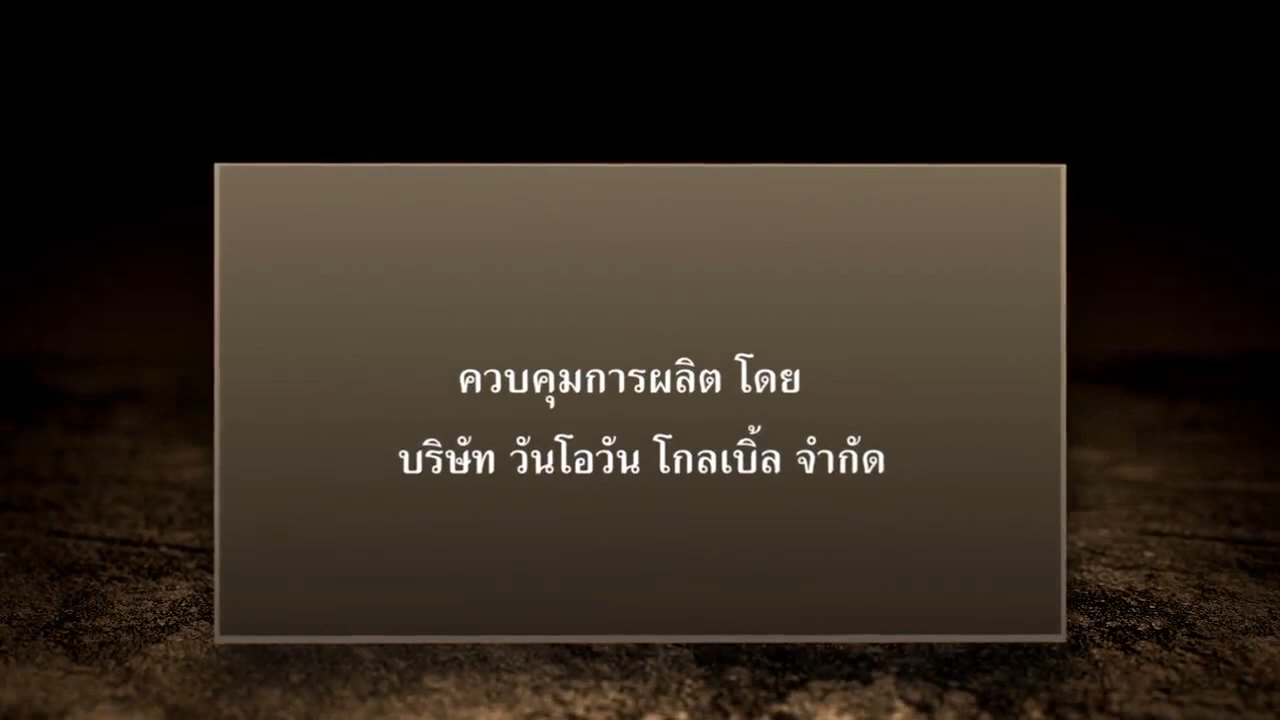 ควบคุมการผลิต โดย
บริษัท วันโอวัน โกลเบิ้ล จำกัด